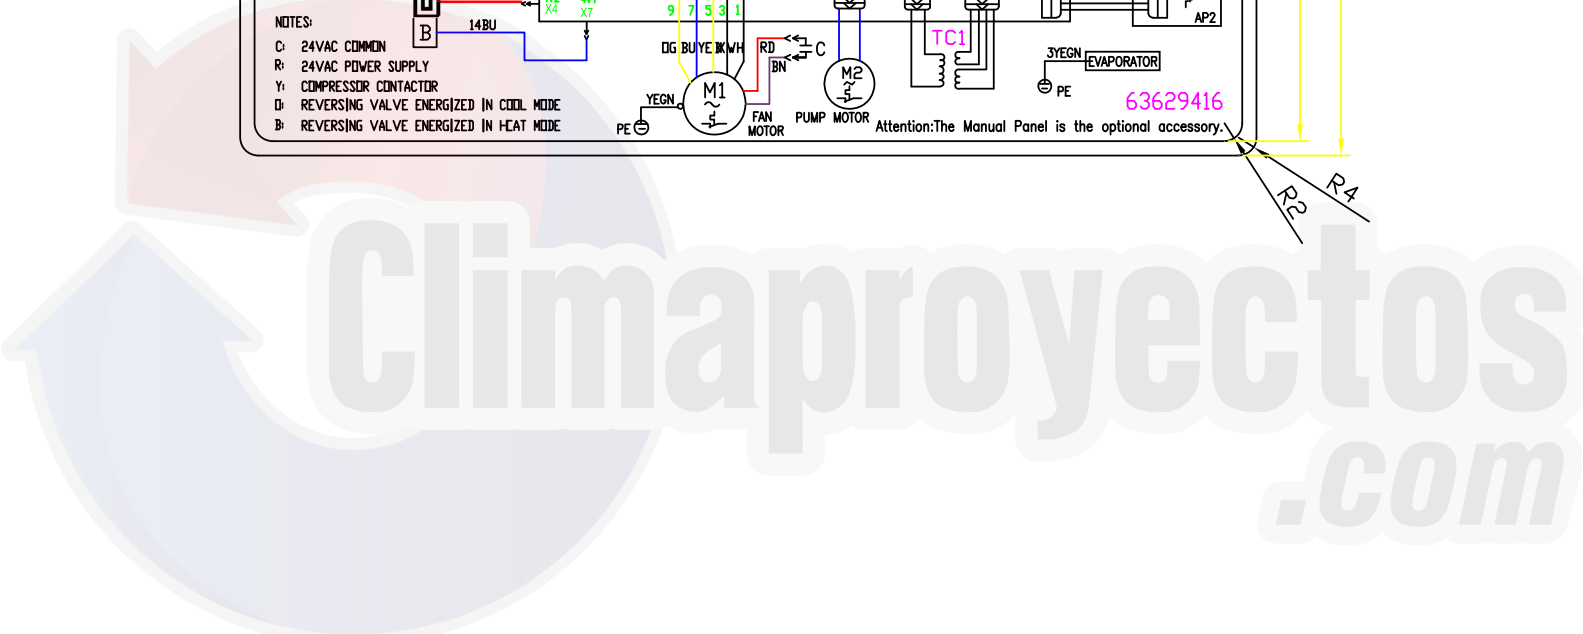 X4
X7
9 7 5 3 1
AP2
NOTES:
14BU
B
TC1
C: 24VAC COMMON
OG BU YE BK WH
RD
C
3YEGN
EVAPORATOR
R: 24VAC POWER SUPPLY
BN
M2
Y: COMPRESSOR CONTACTOR
M1
PE
YEGN
63629416
O: REVERSING VALVE ENERGIZED IN COOL MODE
FAN
MOTOR
PUMP MOTOR
B: REVERSING VALVE ENERGIZED IN HEAT MODE
PE
Attention:The Manual Panel is the optional accessory.
R4
R2
Climaproyectos
.com